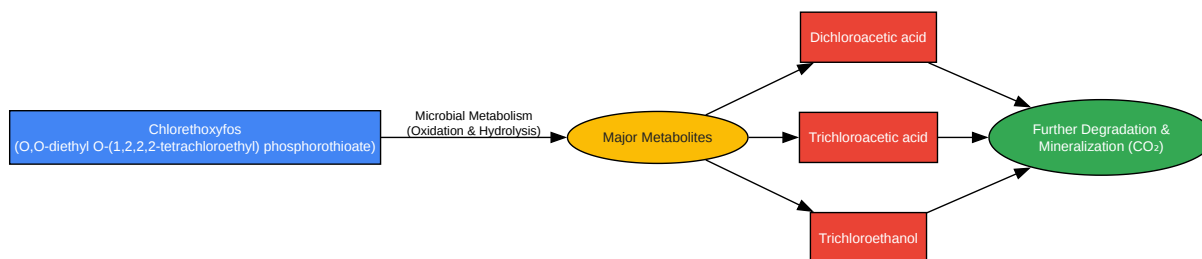 Chlorethoxyfos
(O,O-diethyl O-(1,2,2,2-tetrachloroethyl) phosphorothioate)
Microbial Metabolism
(Oxidation & Hydrolysis)
Major Metabolites
Dichloroacetic acid
Trichloroacetic acid
Trichloroethanol
Further Degradation &
Mineralization (CO₂)